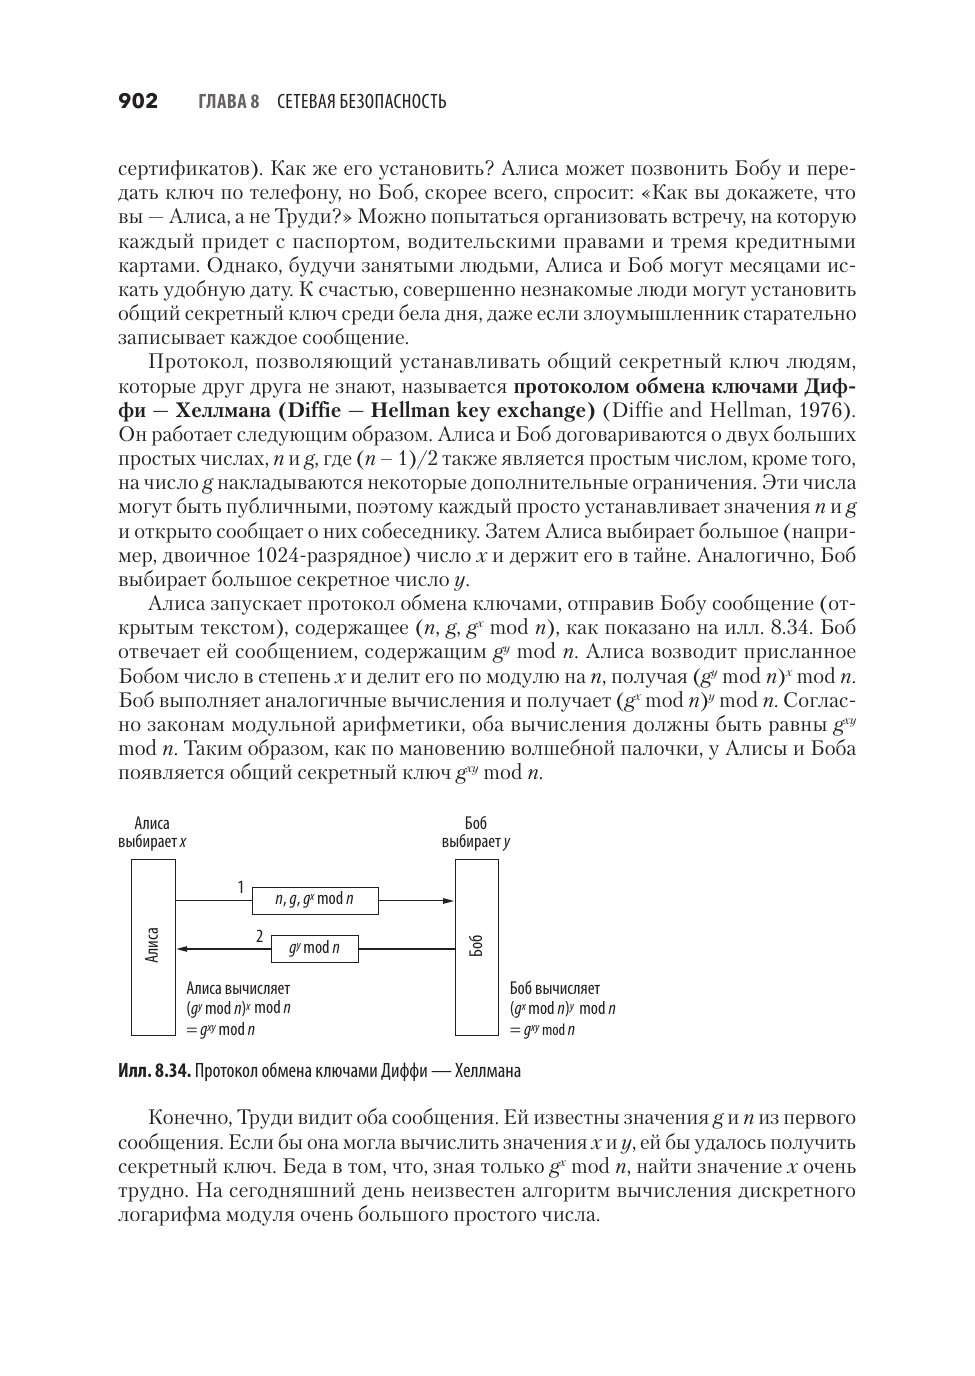 902 ГЛАВА 8 СЕТЕВАЯ БЕЗОПАСНОСТЬ
сертификатов). Как же его установить? Алиса может позвонить Бобу и пере-
дать ключ по телефону, но Боб, скорее всего, спросит: «Как вы докажете, что
вы — Алиса, а не Труди?» Можно попытаться организовать встречу, на которую
каждый придет с паспортом, водительскими правами и тремя кредитными
картами. Однако, будучи занятыми людьми, Алиса и Боб могут месяцами ис-
кать удобную дату. К счастью, совершенно незнакомые люди могут установить
общий секретный ключ среди бела дня, даже если злоумышленник старательно
записывает каждое сообщение.
Протокол, позволяющий устанавливать общий секретный ключ людям,
которые друг друга не знают, называется протоколом обмена ключами Диф-
фи — Хеллмана (Diffie — Hellman key exchange) (Diffie and Hellman, 1976).
Он работает следующим образом. Алиса и Боб договариваются о двух больших
простых числах, n и g, где (n – 1)/2 также является простым числом, кроме того,
на число g накладываются некоторые дополнительные ограничения. Эти числа
могут быть публичными, поэтому каждый просто устанавливает значения n и g
и открыто сообщает о них собеседнику. Затем Алиса выбирает большое (напри-
мер, двоичное 1024-разрядное) число x и держит его в тайне. Аналогично, Боб
выбирает большое секретное число y.
Алиса запускает протокол обмена ключами, отправив Бобу сообщение (от-
крытым текстом), содержащее (n, g, gˣ mod n), как показано на илл. 8.34. Боб
отвечает ей сообщением, содержащим gʸ mod n. Алиса возводит присланное
Бобом число в степень x и делит его по модулю на n, получая (gʸ mod n)ˣ mod n.
Боб выполняет аналогичные вычисления и получает (gˣ mod n)ʸ mod n. Соглас-
но законам модульной арифметики, оба вычисления должны быть равны gˣʸ
mod n. Таким образом, как по мановению волшебной палочки, у Алисы и Боба
появляется общий секретный ключ gˣʸ mod n.
Алиса
выбирает x
Боб
выбирает y
1
n, g, gˣ mod n
2
gʸ mod n
Алиса
Боб
Алиса вычисляет
(gʸ mod n)ˣ mod n
= gˣʸ mod n
Боб вычисляет
(gˣ mod n)ʸ mod n
= gˣʸ mod n
Илл. 8.34. Протокол обмена ключами Диффи — Хеллмана
Конечно, Труди видит оба сообщения. Ей известны значения g и n из первого
сообщения. Если бы она могла вычислить значения x и y, ей бы удалось получить
секретный ключ. Беда в том, что, зная только gˣ mod n, найти значение x очень
трудно. На сегодняшний день неизвестен алгоритм вычисления дискретного
логарифма модуля очень большого простого числа.